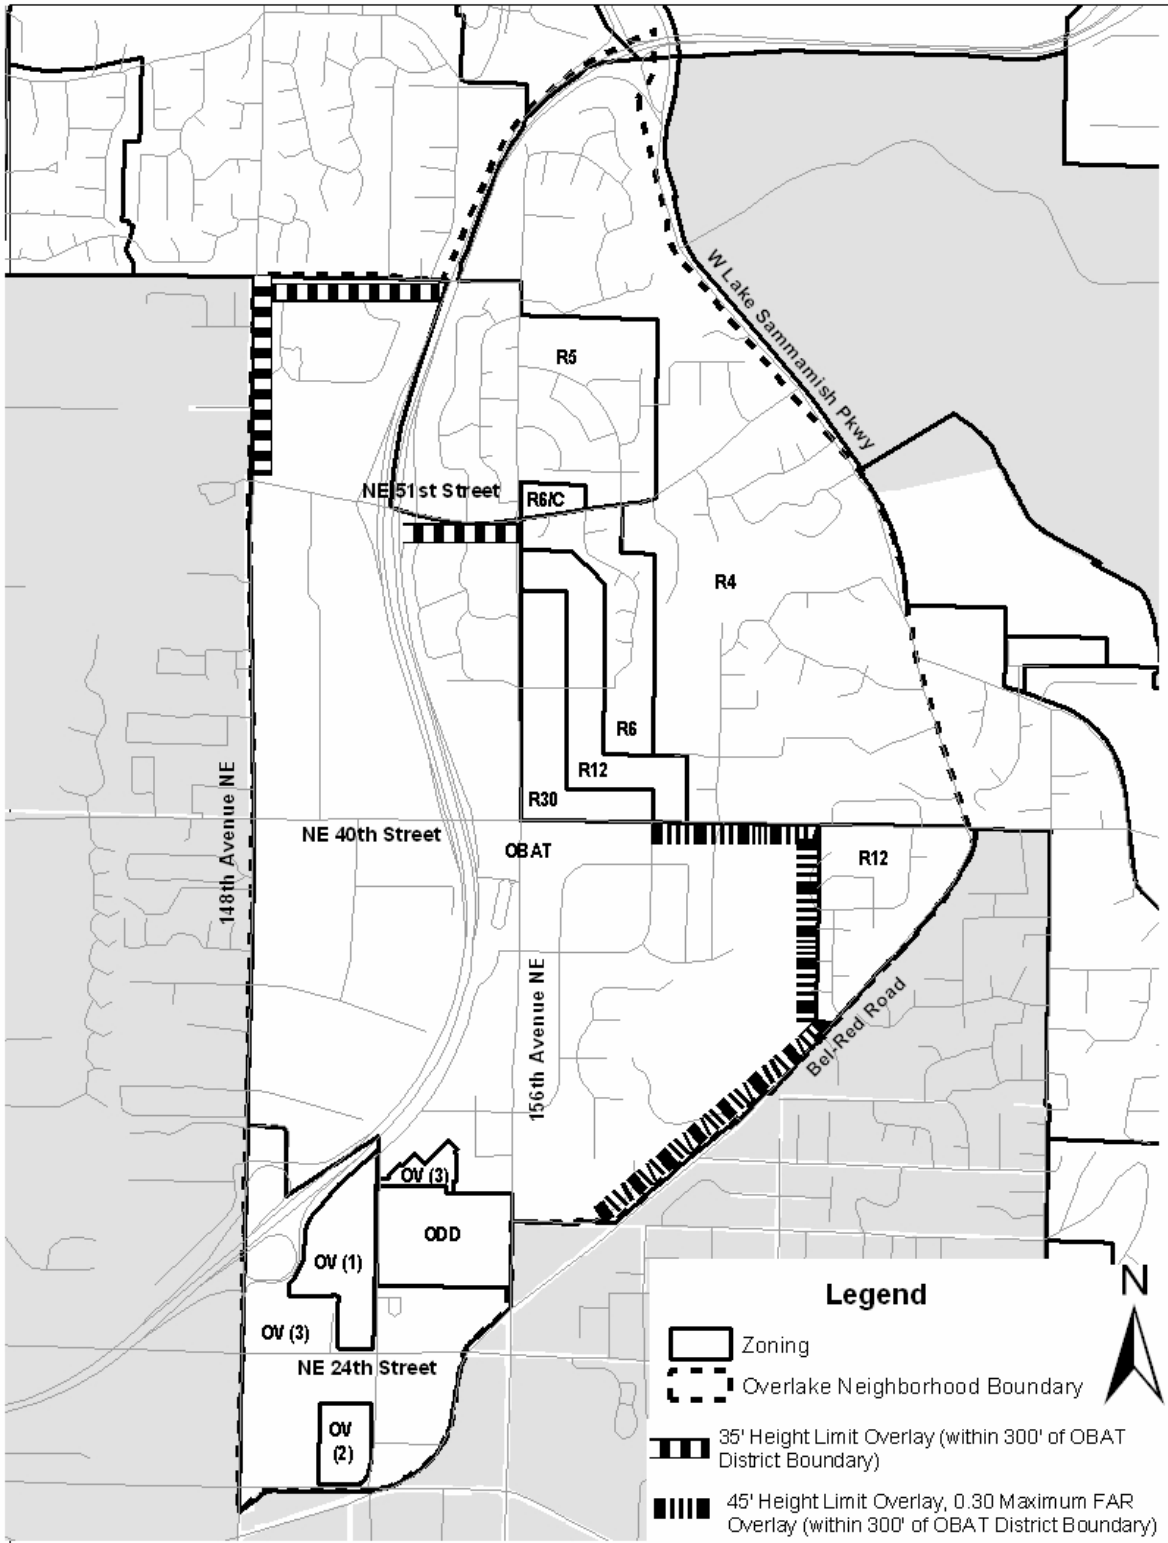 W Lake Sammamish Pkwy
R5
NE 51st Street
R6/C
R4
R6
R12
R30
148th Avenue NE
NE 40th Street
OBAT
R12
156th Avenue NE
Bel-Red Road
OV (3)
ODD
OV (1)
OV (3)
NE 24th Street
OV
(2)
Legend
N
Zoning
Overlake Neighborhood Boundary
35' Height Limit Overlay (within 300' of OBAT
District Boundary)
45' Height Limit Overlay, 0.30 Maximum FAR
Overlay (within 300' of OBAT District Boundary)